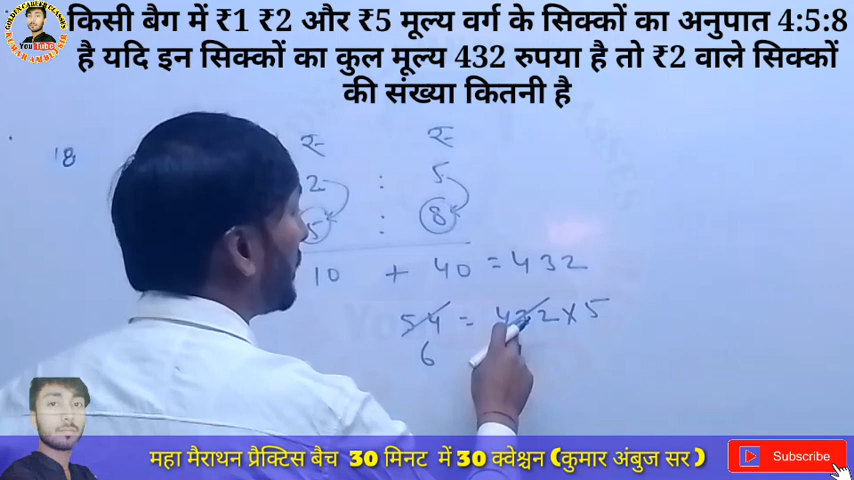 किसी बैग में ₹1 ₹2 और ₹5 मूल्य वर्ग के सिक्कों का अनुपात 4:5:8
है यदि इन सिक्कों का कुल मूल्य 432 रुपया है तो ₹2 वाले सिक्कों
की संख्या कितनी है
YouTube
18
₹ ₹
2 : 5
5 : 8
10 + 40 = 432
54 = 432 × 5
6
महा मैराथन प्रैक्टिस बैच 30 मिनट में 30 क्वेश्चन (कुमार अंबुज सर)
Subscribe